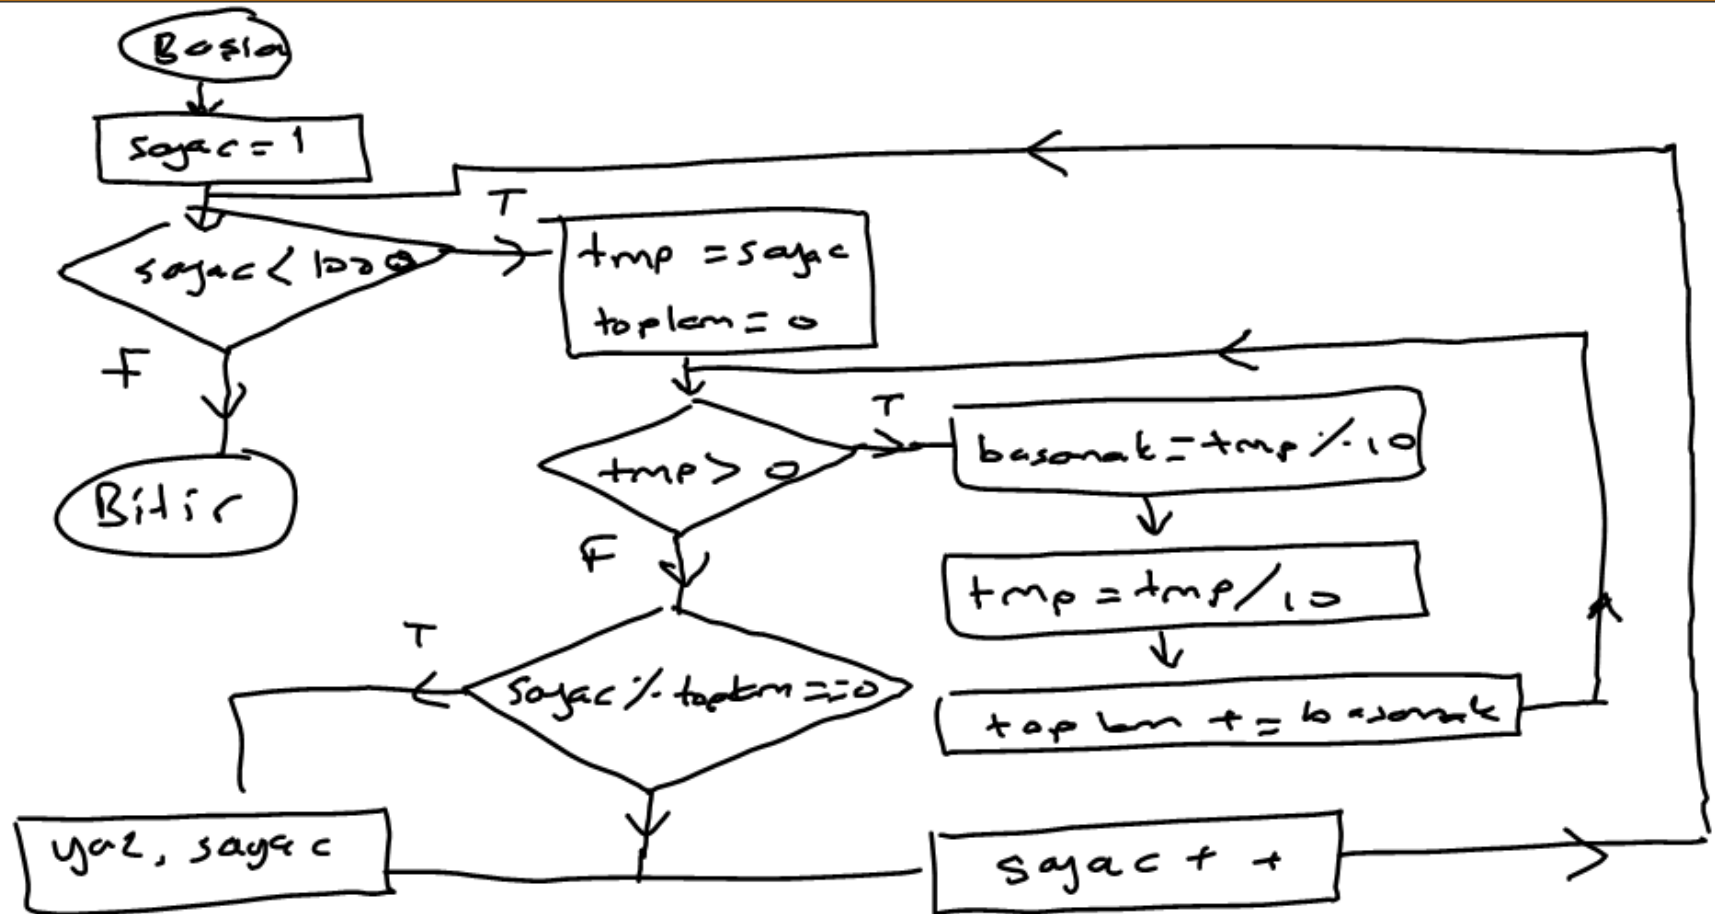 Başla
sayac = 1
T
sayac < 1000
tmp = sayac
toplam = 0
F
T
tmp > 0
basamak = tmp % 10
Bitir
F
tmp = tmp / 10
T
sayac % toplam == 0
toplam += basamak
yaz, sayac
sayac + +